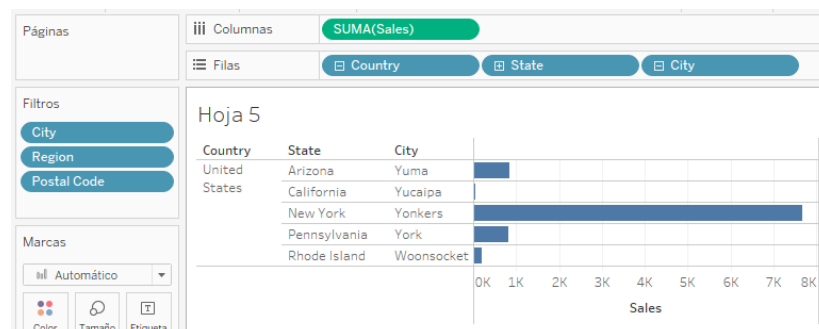 Páginas
Columnas
SUMA(Sales)
Filas
Country
State
City
Filtros
City
Region
Postal Code
Marcas
Automático
Color
Tamaño
Etiqueta
Hoja 5
Country State City
United States
Arizona Yuma
California Yucaipa
New York Yonkers
Pennsylvania York
Rhode Island Woonsocket
0K 1K 2K 3K 4K 5K 6K 7K 8K
Sales